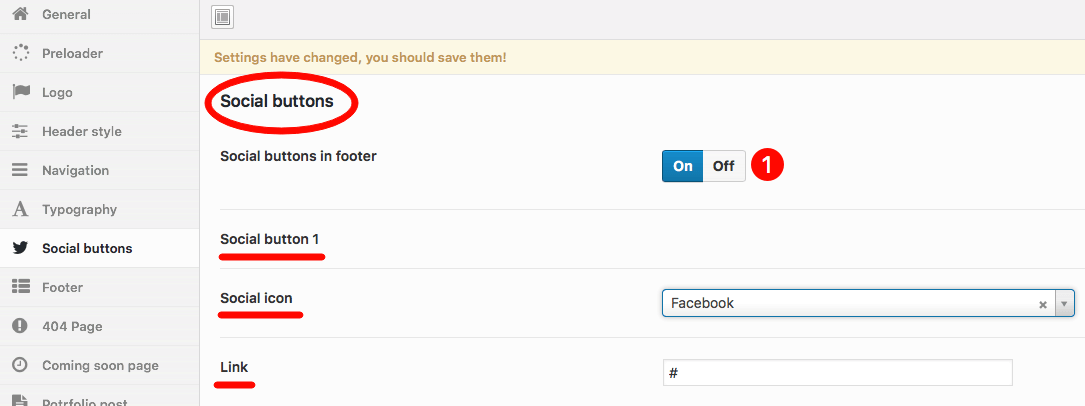 General
Preloader
Logo
Header style
Navigation
Typography
Social buttons
Footer
404 Page
Coming soon page
Potrfolio post
Settings have changed, you should save them!
Social buttons
Social buttons in footer
On Off
1
Social button 1
Social icon
Facebook
Link
#